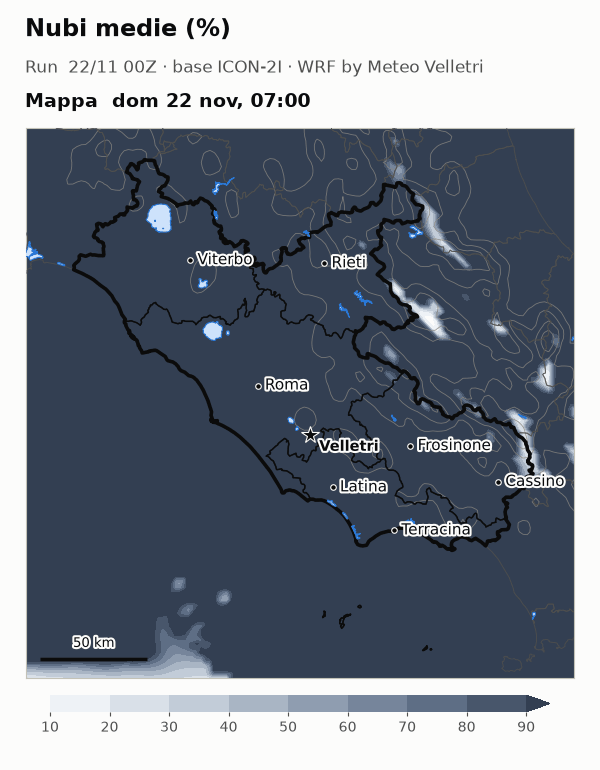 Nubi medie (%)
Run  22/11 00Z · base ICON-2I · WRF by Meteo Velletri
Mappa  dom 22 nov, 07:00
Viterbo
Rieti
Roma
Velletri
Frosinone
Latina
Cassino
Terracina
50 km
10 20 30 40 50 60 70 80 90